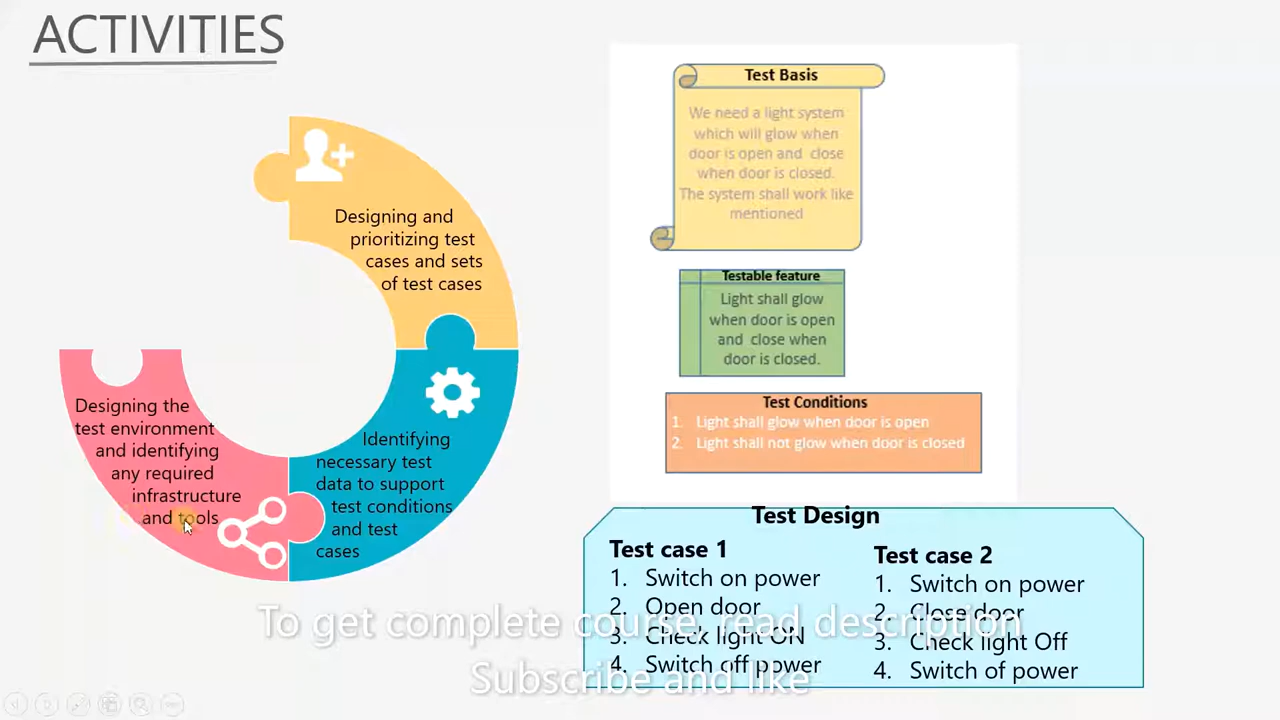 ACTIVITIES
Designing and
prioritizing test
cases and sets
of test cases
Identifying
necessary test
data to support
test conditions
and test
cases
Designing the
test environment
and identifying
any required
infrastructure
and tools
Test Basis
We need a light system
which will glow when
door is open and close
when door is closed.
The system shall work like
mentioned
Testable feature
Light shall glow
when door is open
and close when
door is closed.
Test Conditions
1. Light shall glow when door is open
2. Light shall not glow when door is closed
Test Design
Test case 1
1. Switch on power
2. Open door
3. Check light ON
4. Switch off power
Test case 2
1. Switch on power
2. Close door
3. Check light Off
4. Switch of power
To get complete course, read description
Subscribe and like